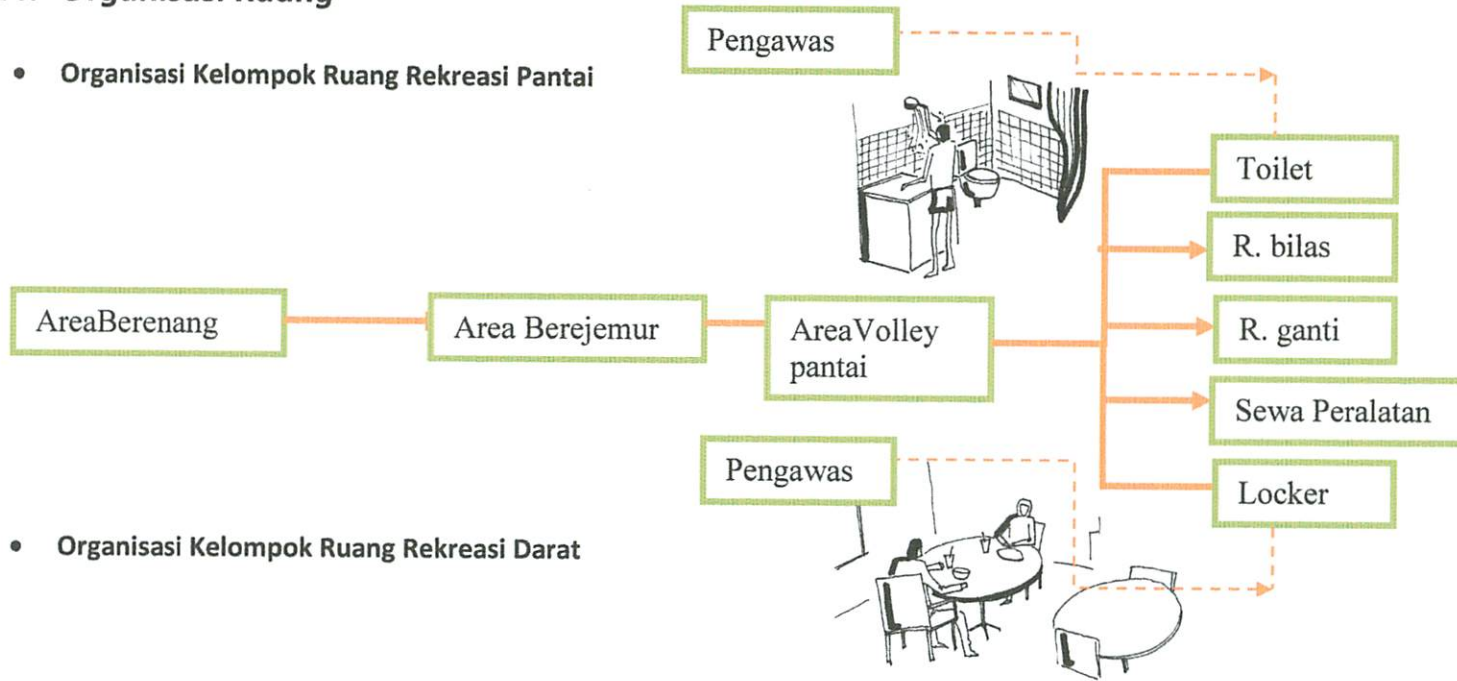 Organisasi Ruang
Pengawas
• Organisasi Kelompok Ruang Rekreasi Pantai
Toilet
R. bilas
AreaBerenang
Area Berejemur
AreaVolley
pantai
R. ganti
Sewa Peralatan
Pengawas
Locker
• Organisasi Kelompok Ruang Rekreasi Darat